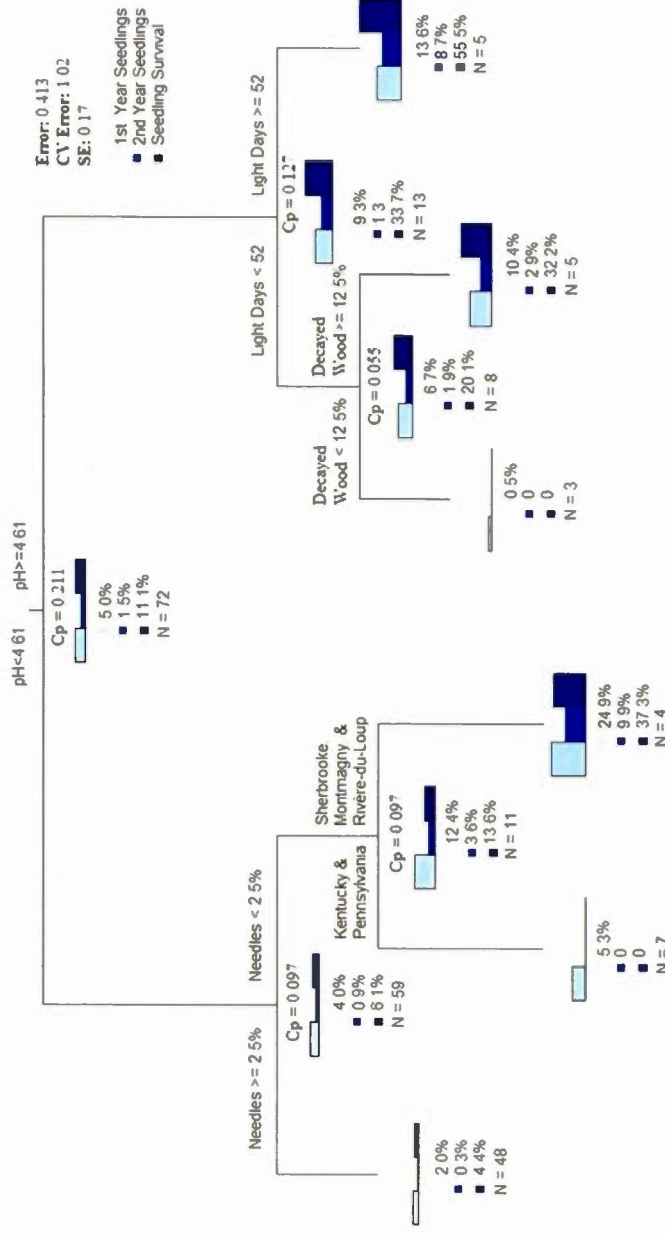 pH<4 61 pH>=4 61
Cp = 0 211
5 0%
1 5%
11 1%
N = 72
Error: 0 413
CV Error: 1 02
SE: 0 17
1st Year Seedlings
2nd Year Seedlings
Seedling Survival
Needles >= 2 5% Needles < 2 5%
Cp = 0 097
4 0%
0 9%
6 1%
N = 59
2 0%
0 3%
4 4%
N = 48
Kentucky &
Pennsylvania
Sherbrooke
Montmagny &
Rivère-du-Loup
Cp = 0 097
12 4%
3 6%
13 6%
N = 11
5 3%
0
0
N = 7
24 9%
9 9%
37 3%
N = 4
Light Days < 52 Light Days >= 52
Cp = 0 127
9 3%
1 3
33 7%
N = 13
Decayed
Wood < 12 5%
Decayed
Wood >= 12 5%
Cp = 0 055
6 7%
1 9%
20 1%
N = 8
0 5%
0
0
N = 3
10 4%
2 9%
32 2%
N = 5
13 6%
8 7%
55 5%
N = 5